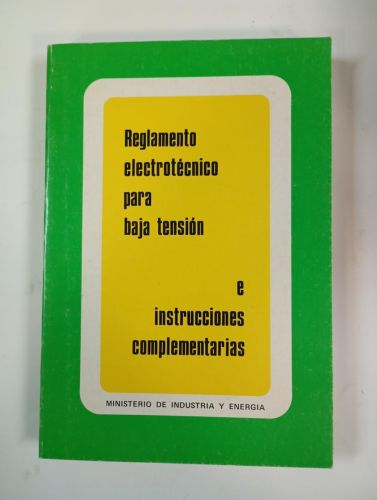 Reglamento
electrotécnico
para
baja tensión
e
instrucciones
complementarias
MINISTERIO DE INDUSTRIA Y ENERGIA